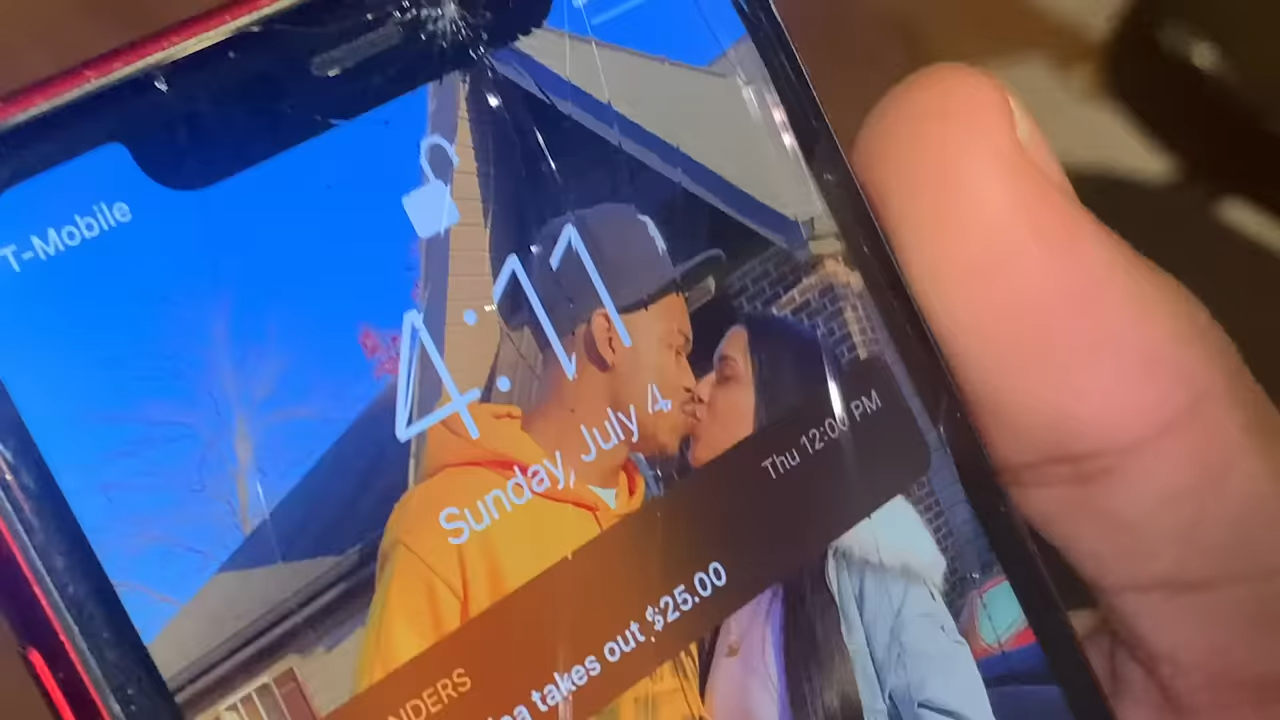 T-Mobile
4:11
Sunday, July 4
Thu 12:00 PM
takes out $25.00